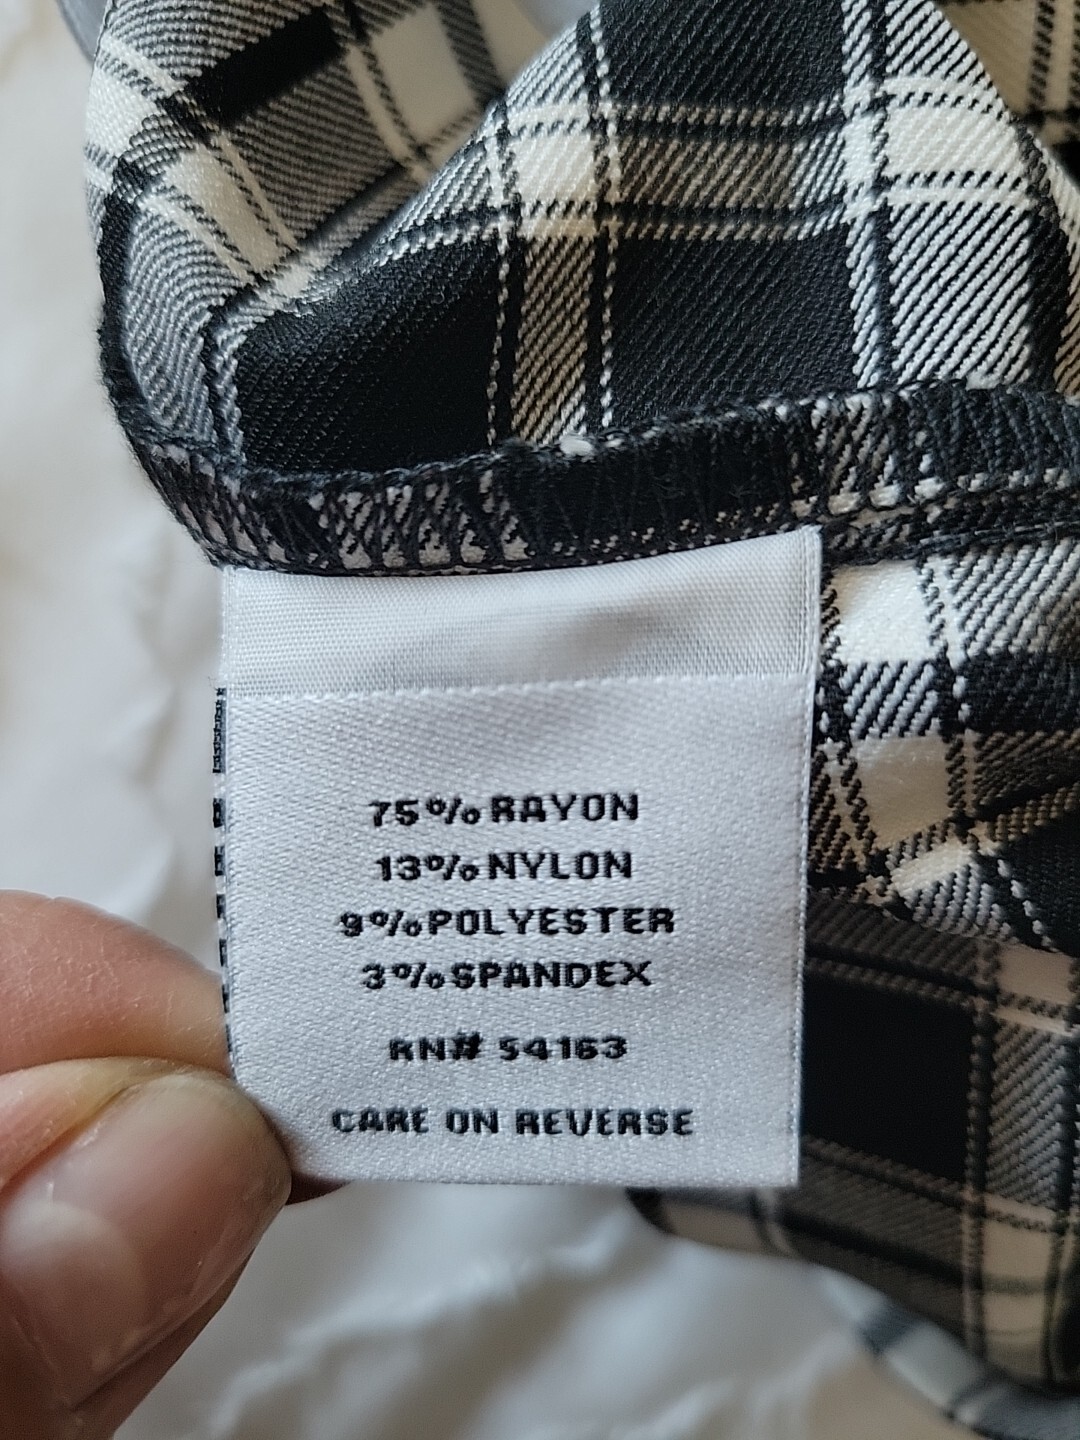 75% RAYON
13% NYLON
9% POLYESTER
3% SPANDEX
RN# 54163
CARE ON REVERSE